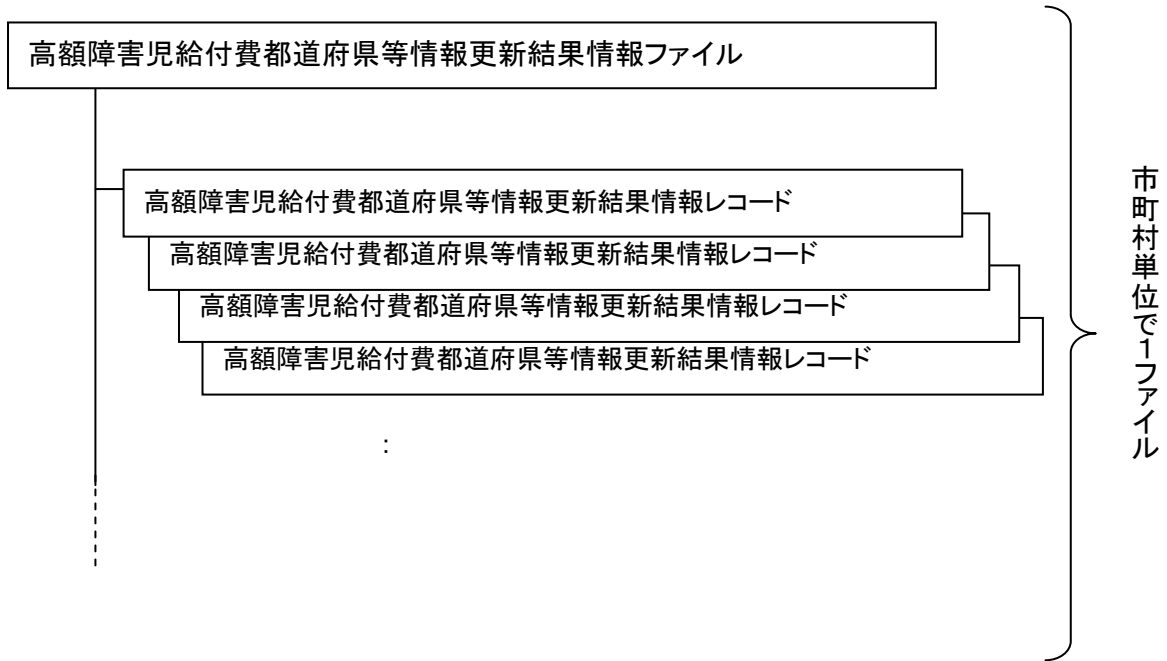 高額障害児給付費都道府県等情報更新結果情報ファイル
高額障害児給付費都道府県等情報更新結果情報レコード
高額障害児給付費都道府県等情報更新結果情報レコード
高額障害児給付費都道府県等情報更新結果情報レコード
高額障害児給付費都道府県等情報更新結果情報レコード
:
市町村単位で1ファイル